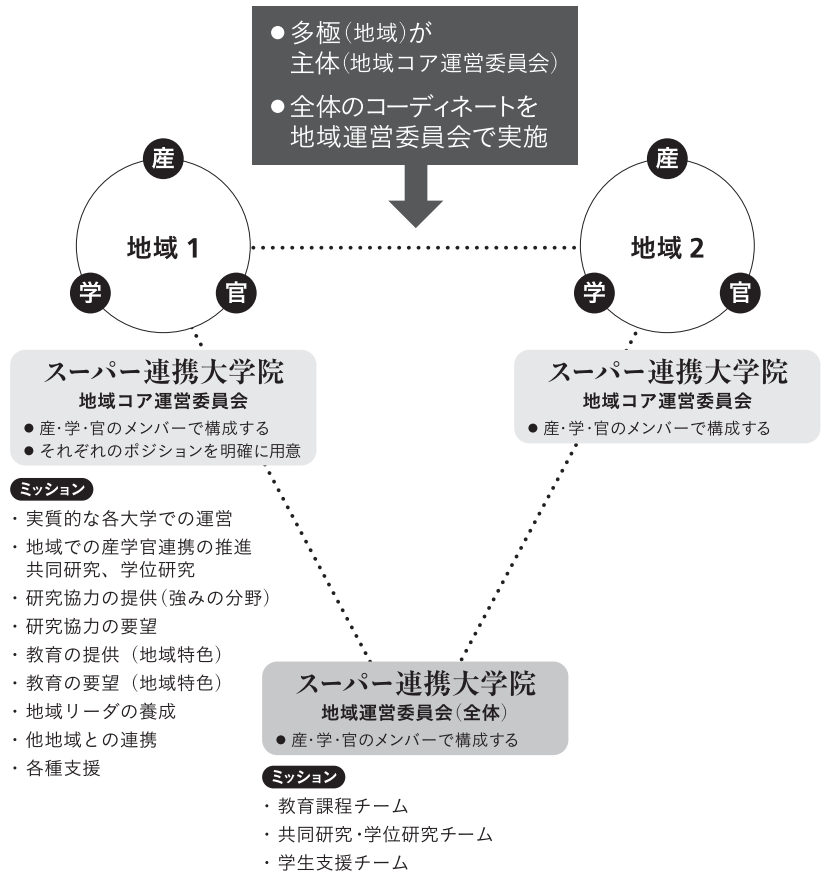 ● 多極（地域）が
主体（地域コア運営委員会）
● 全体のコーディネートを
地域運営委員会で実施
産
地域 1
学
官
産
地域 2
学
官
スーパー連携大学院
地域コア運営委員会
● 産・学・官のメンバーで構成する
● それぞれのポジションを明確に用意
スーパー連携大学院
地域コア運営委員会
● 産・学・官のメンバーで構成する
ミッション
・ 実質的な各大学での運営
・ 地域での産学官連携の推進
共同研究、学位研究
・ 研究協力の提供（強みの分野）
・ 研究協力の要望
・ 教育の提供（地域特色）
・ 教育の要望（地域特色）
・ 地域リーダの養成
・ 他地域との連携
・ 各種支援
スーパー連携大学院
地域運営委員会（全体）
● 産・学・官のメンバーで構成する
ミッション
・ 教育課程チーム
・ 共同研究・学位研究チーム
・ 学生支援チーム